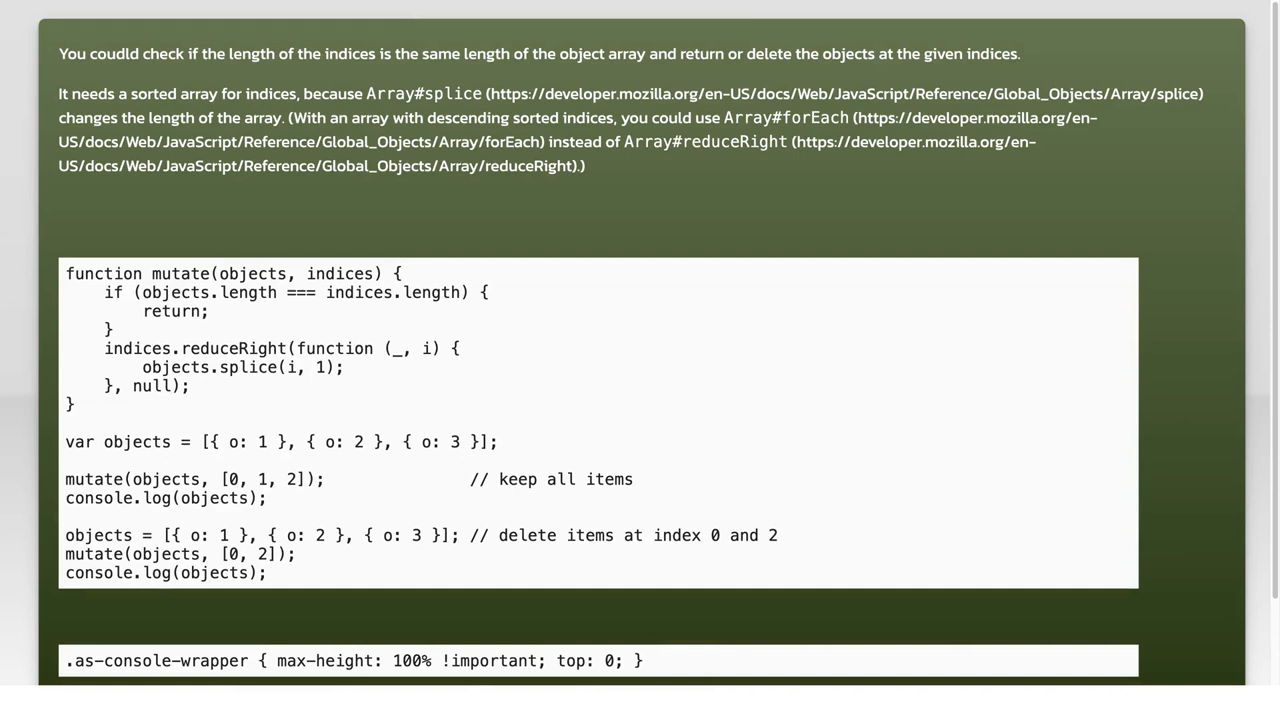 You coudld check if the length of the indices is the same length of the object array and return or delete the objects at the given indices.
It needs a sorted array for indices, because Array#splice (https://developer.mozilla.org/en-US/docs/Web/JavaScript/Reference/Global_Objects/Array/splice)
changes the length of the array. (With an array with descending sorted indices, you could use Array#forEach (https://developer.mozilla.org/en-
US/docs/Web/JavaScript/Reference/Global_Objects/Array/forEach) instead of Array#reduceRight (https://developer.mozilla.org/en-
US/docs/Web/JavaScript/Reference/Global_Objects/Array/reduceRight).)
function mutate(objects, indices) {
    if (objects.length === indices.length) {
        return;
    }
    indices.reduceRight(function (_, i) {
        objects.splice(i, 1);
    }, null);
}
var objects = [{ o: 1 }, { o: 2 }, { o: 3 }];
mutate(objects, [0, 1, 2]);               // keep all items
console.log(objects);
objects = [{ o: 1 }, { o: 2 }, { o: 3 }]; // delete items at index 0 and 2
mutate(objects, [0, 2]);
console.log(objects);
.as-console-wrapper { max-height: 100% !important; top: 0; }